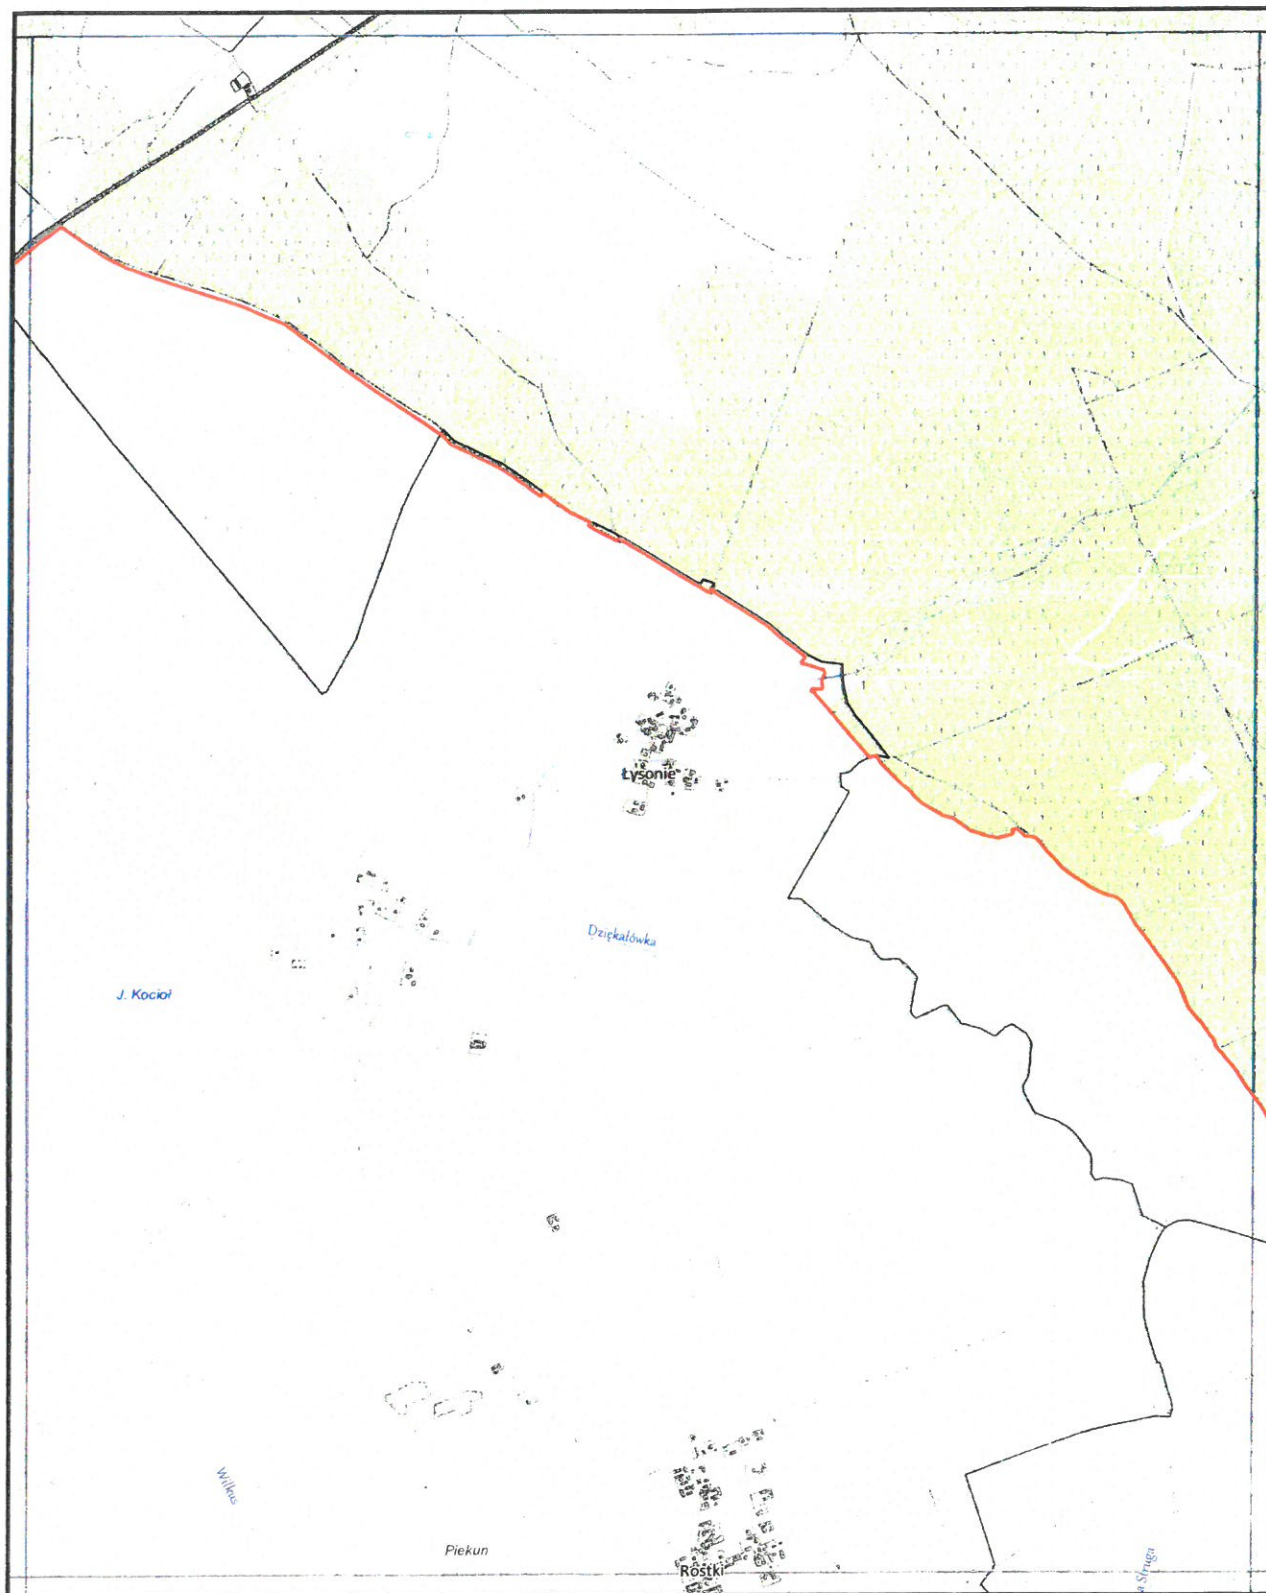 Łysonie
Dziękałówka
J. Kocioł
Wilkus
Piekun
Rostki
a Struga